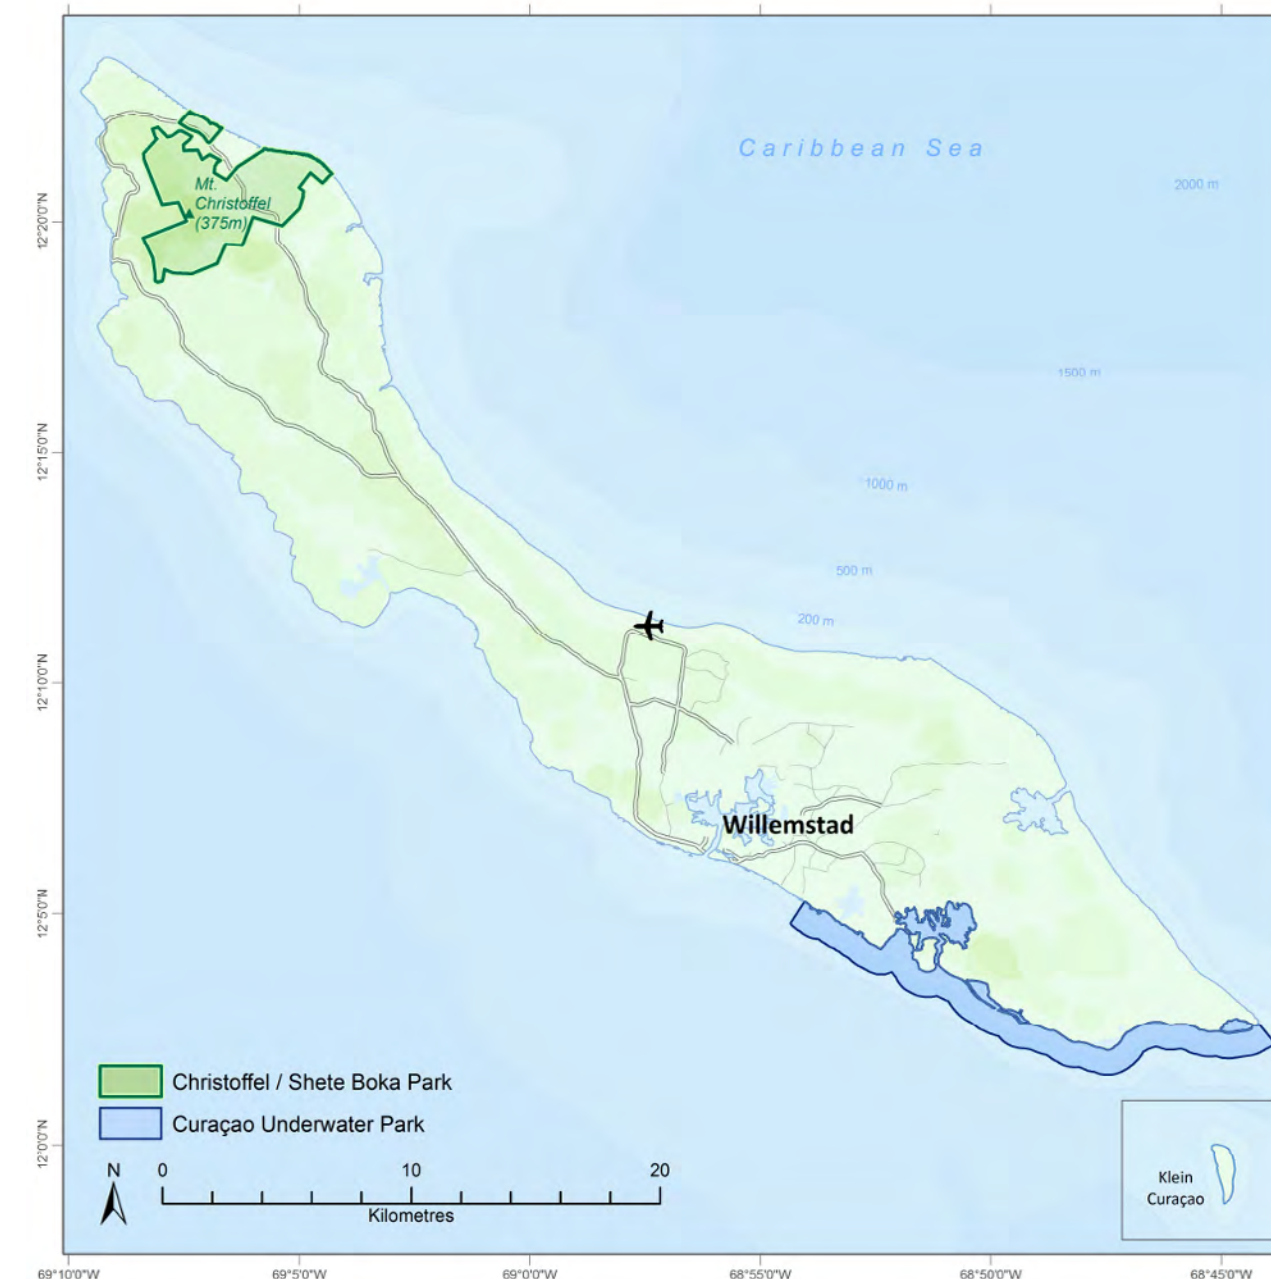 Caribbean Sea
2000 m
Mt.
Christoffel
(375m)
12°20'0"N
1500 m
12°15'0"N
1000 m
500 m
200 m
12°10'0"N
Willemstad
12°5'0"N
Christoffel / Shete Boka Park
Curaçao Underwater Park
12°0'0"N
N
0
10
20
Kilometres
Klein
Curaçao
69°10'0"W
69°5'0"W
69°0'0"W
68°55'0"W
68°50'0"W
68°45'0"W